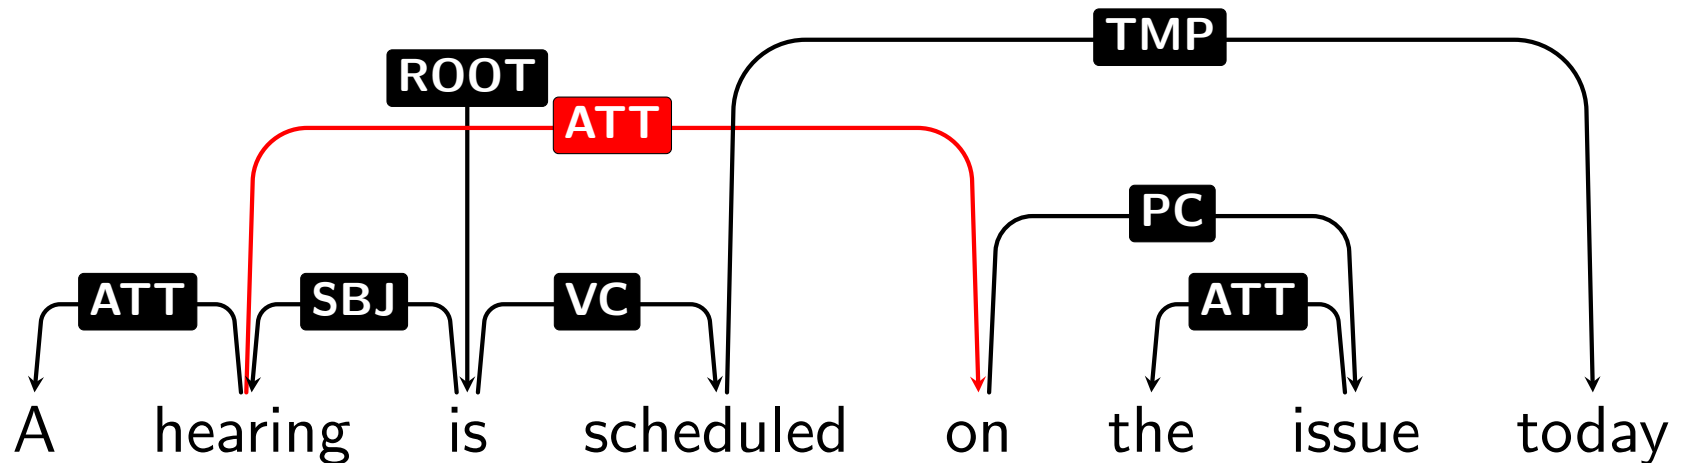 TMP
ROOT
ATT
PC
ATT SBJ VC ATT
A hearing is scheduled on the issue today